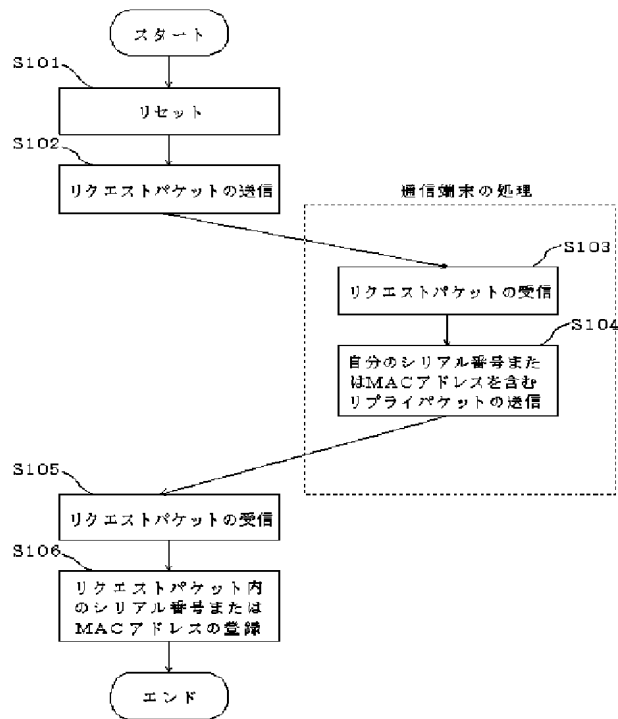 スタート
S101
リセット
S102
リクエストパケットの送信
通信端末の処理
S103
リクエストパケットの受信
S104
自分のシリアル番号また
はMACアドレスを含む
リプライパケットの送信
S105
リクエストパケットの受信
S106
リクエストパケット内
のシリアル番号または
MACアドレスの登録
エンド